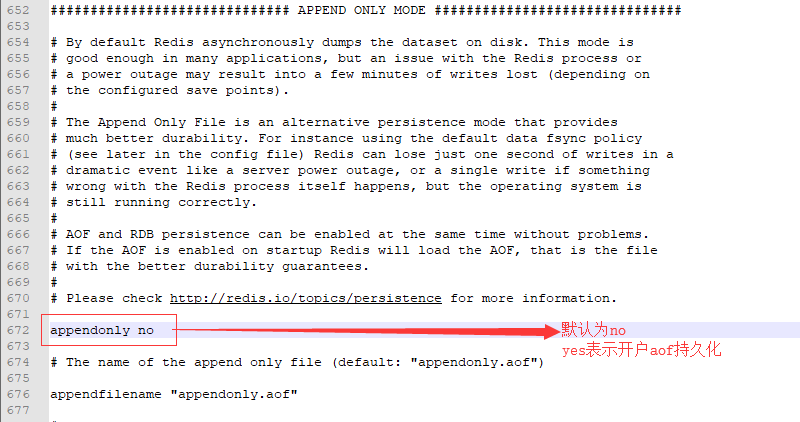 652 ############################## APPEND ONLY MODE ###############################
653
654 # By default Redis asynchronously dumps the dataset on disk. This mode is
655 # good enough in many applications, but an issue with the Redis process or
656 # a power outage may result into a few minutes of writes lost (depending on
657 # the configured save points).
658 #
659 # The Append Only File is an alternative persistence mode that provides
660 # much better durability. For instance using the default data fsync policy
661 # (see later in the config file) Redis can lose just one second of writes in a
662 # dramatic event like a server power outage, or a single write if something
663 # wrong with the Redis process itself happens, but the operating system is
664 # still running correctly.
665 #
666 # AOF and RDB persistence can be enabled at the same time without problems.
667 # If the AOF is enabled on startup Redis will load the AOF, that is the file
668 # with the better durability guarantees.
669 #
670 # Please check http://redis.io/topics/persistence for more information.
671
672 appendonly no 默认为no
673 yes表示开户aof持久化
674 # The name of the append only file (default: "appendonly.aof")
675
676 appendfilename "appendonly.aof"
677